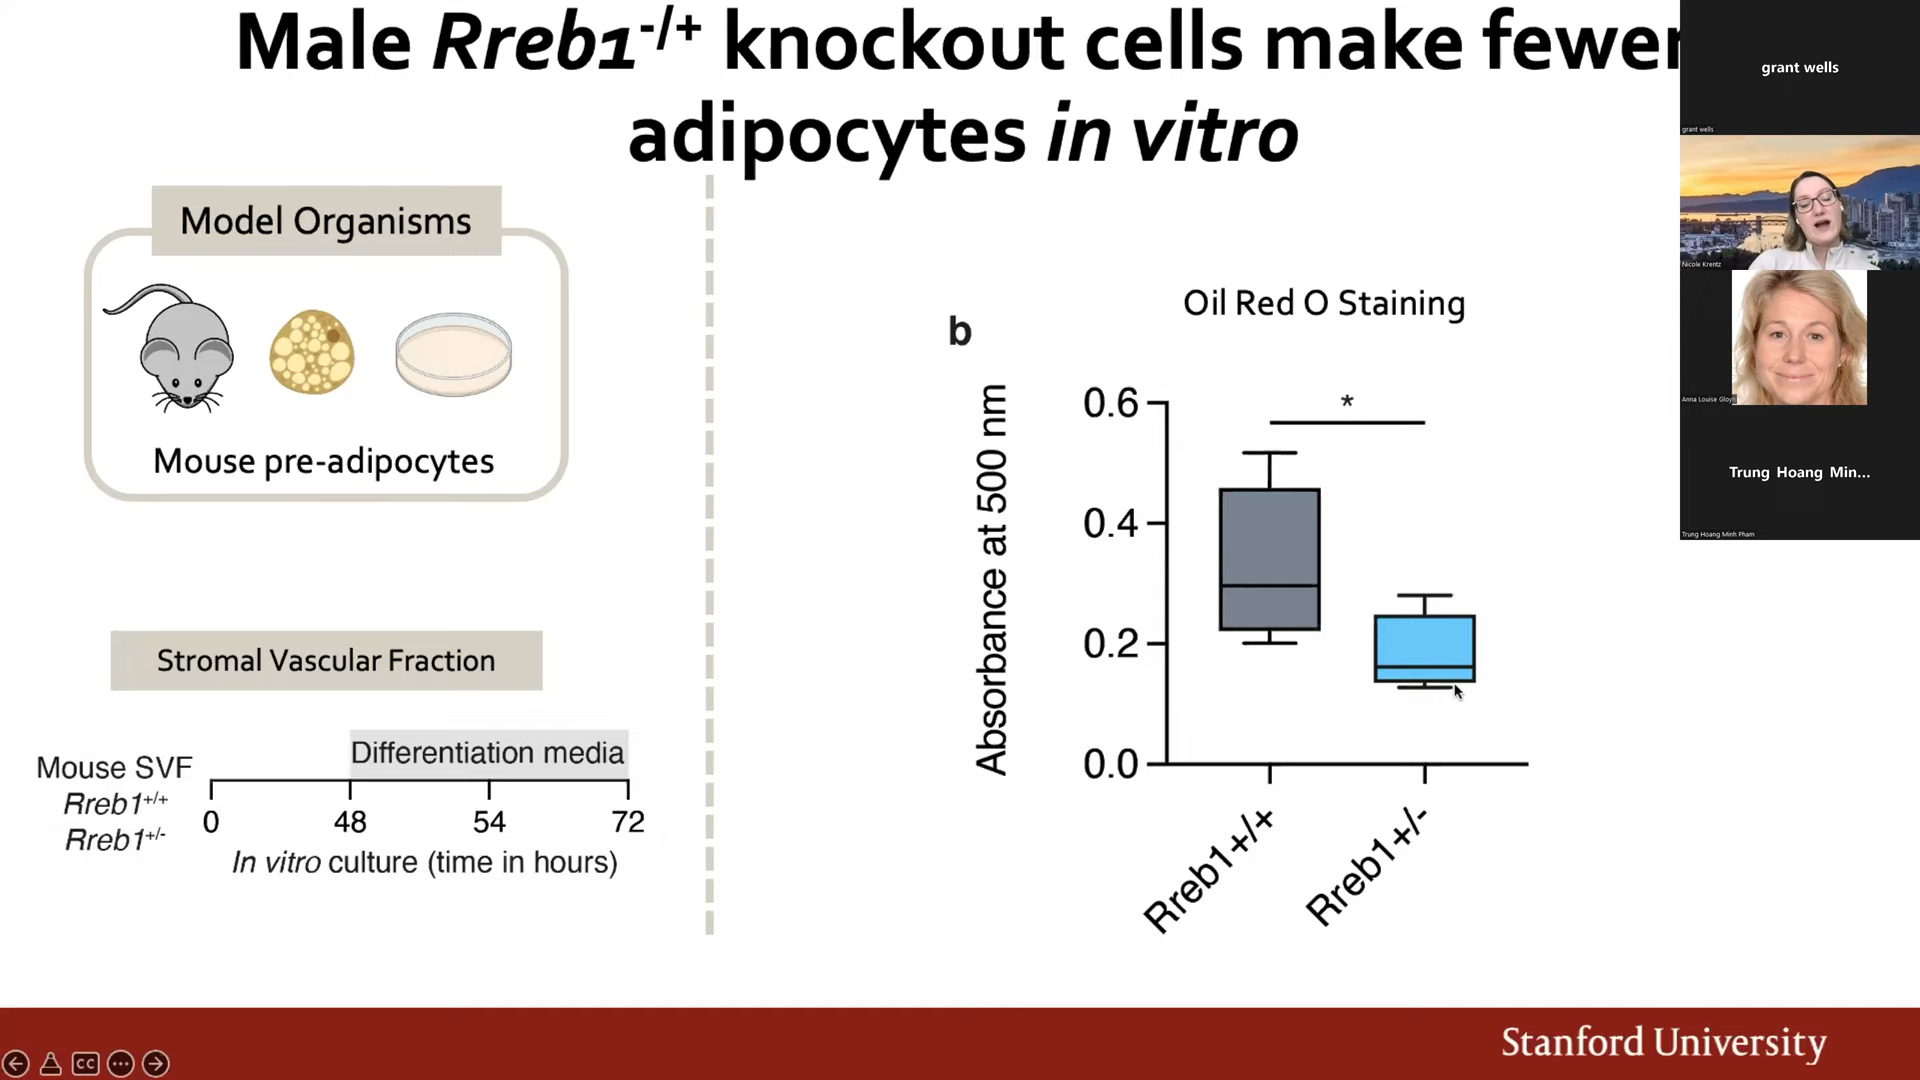 Male Rreb1-/+ knockout cells make fewer
adipocytes in vitro
Model Organisms
Mouse pre-adipocytes
Stromal Vascular Fraction
Differentiation media
Mouse SVF
Rreb1+/+
Rreb1+/-
0 48 54 72
In vitro culture (time in hours)
b
Oil Red O Staining
Absorbance at 500 nm
0.6
0.4
0.2
0.0
*
Rreb1+/+
Rreb1+/-
grant wells
grant wells
Nicole Krentz
Anna Louise Gloyn
Trung Hoang Min...
Trung Hoang Minh Pham
CC
Stanford University